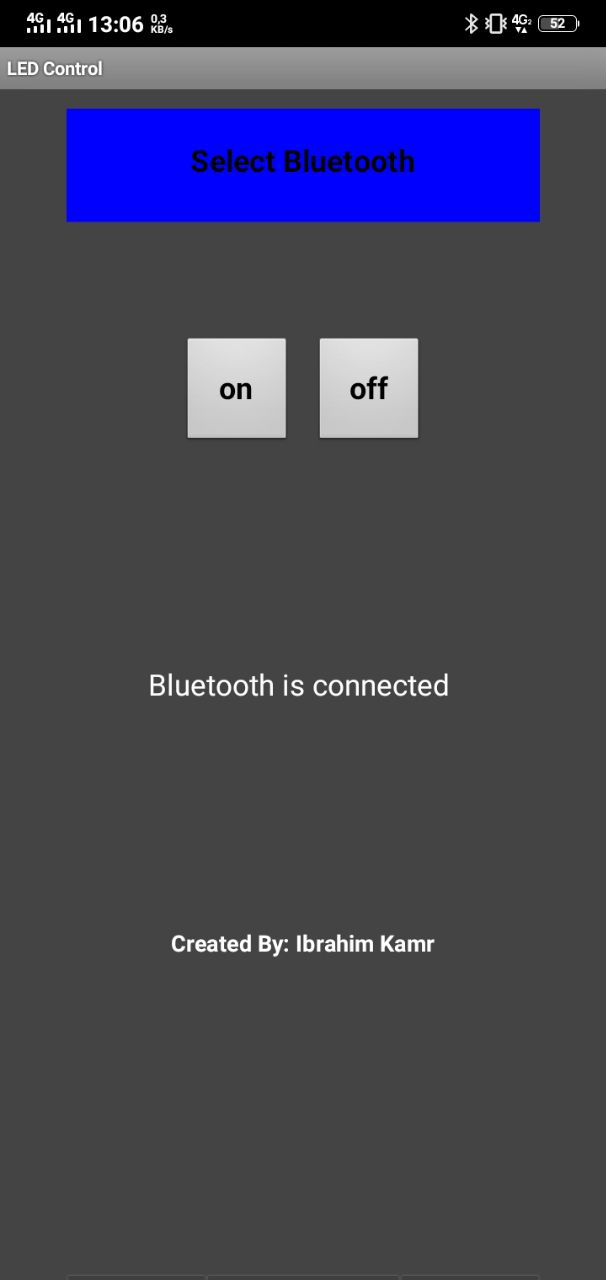 4G 4G 13:06 0,3 KB/s 4G2 52
LED Control
Select Bluetooth
on off
Bluetooth is connected
Created By: Ibrahim Kamr